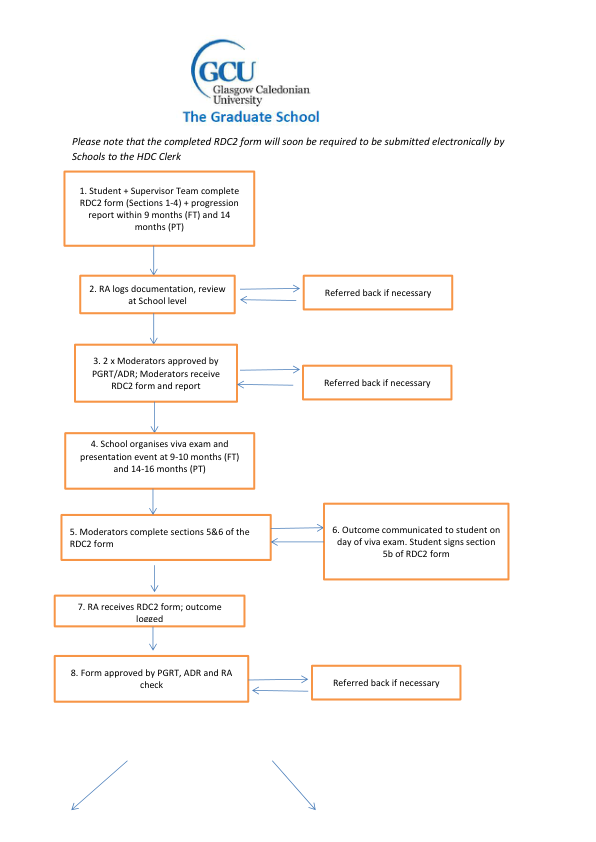 GCU
Glasgow Caledonian
University
The Graduate School
Please note that the completed RDC2 form will soon be required to be submitted electronically by
Schools to the HDC Clerk
1. Student + Supervisor Team complete
RDC2 form (Sections 1-4) + progression
report within 9 months (FT) and 14
months (PT)
2. RA logs documentation, review
at School level
Referred back if necessary
3. 2 x Moderators approved by
PGRT/ADR; Moderators receive
RDC2 form and report
Referred back if necessary
4. School organises viva exam and
presentation event at 9-10 months (FT)
and 14-16 months (PT)
5. Moderators complete sections 5&6 of the
RDC2 form
6. Outcome communicated to student on
day of viva exam. Student signs section
5b of RDC2 form
7. RA receives RDC2 form; outcome
logged
8. Form approved by PGRT, ADR and RA
check
Referred back if necessary